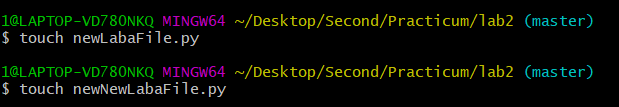 1@LAPTOP-VD780NKQ MINGW64 ~/Desktop/Second/Practicum/lab2 (master)
$ touch newLabaFile.py
1@LAPTOP-VD780NKQ MINGW64 ~/Desktop/Second/Practicum/lab2 (master)
$ touch newNewLabaFile.py